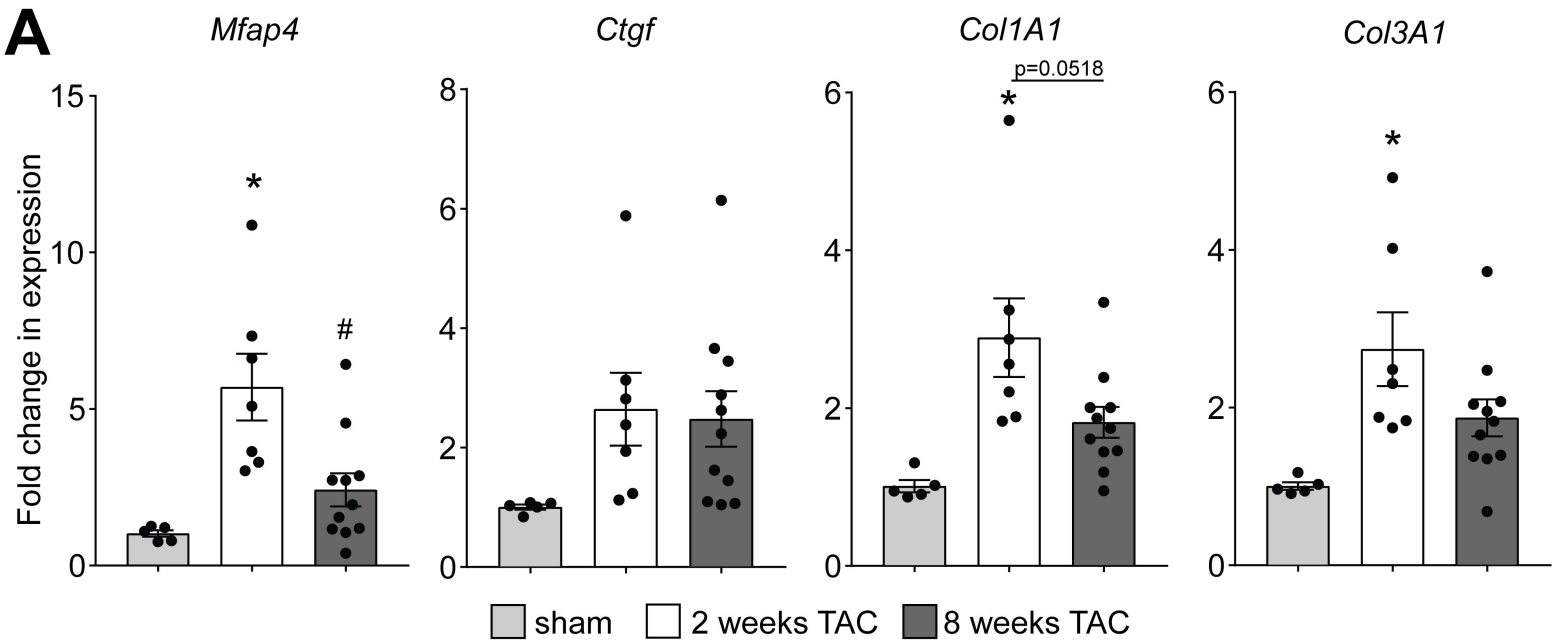 A
Mfap4
Ctgf
Col1A1
Col3A1
p=0.0518
Fold change in expression
15
10
5
0
*
#
8
6
4
2
0
6
4
2
0
*
6
4
2
0
*
sham
2 weeks TAC
8 weeks TAC